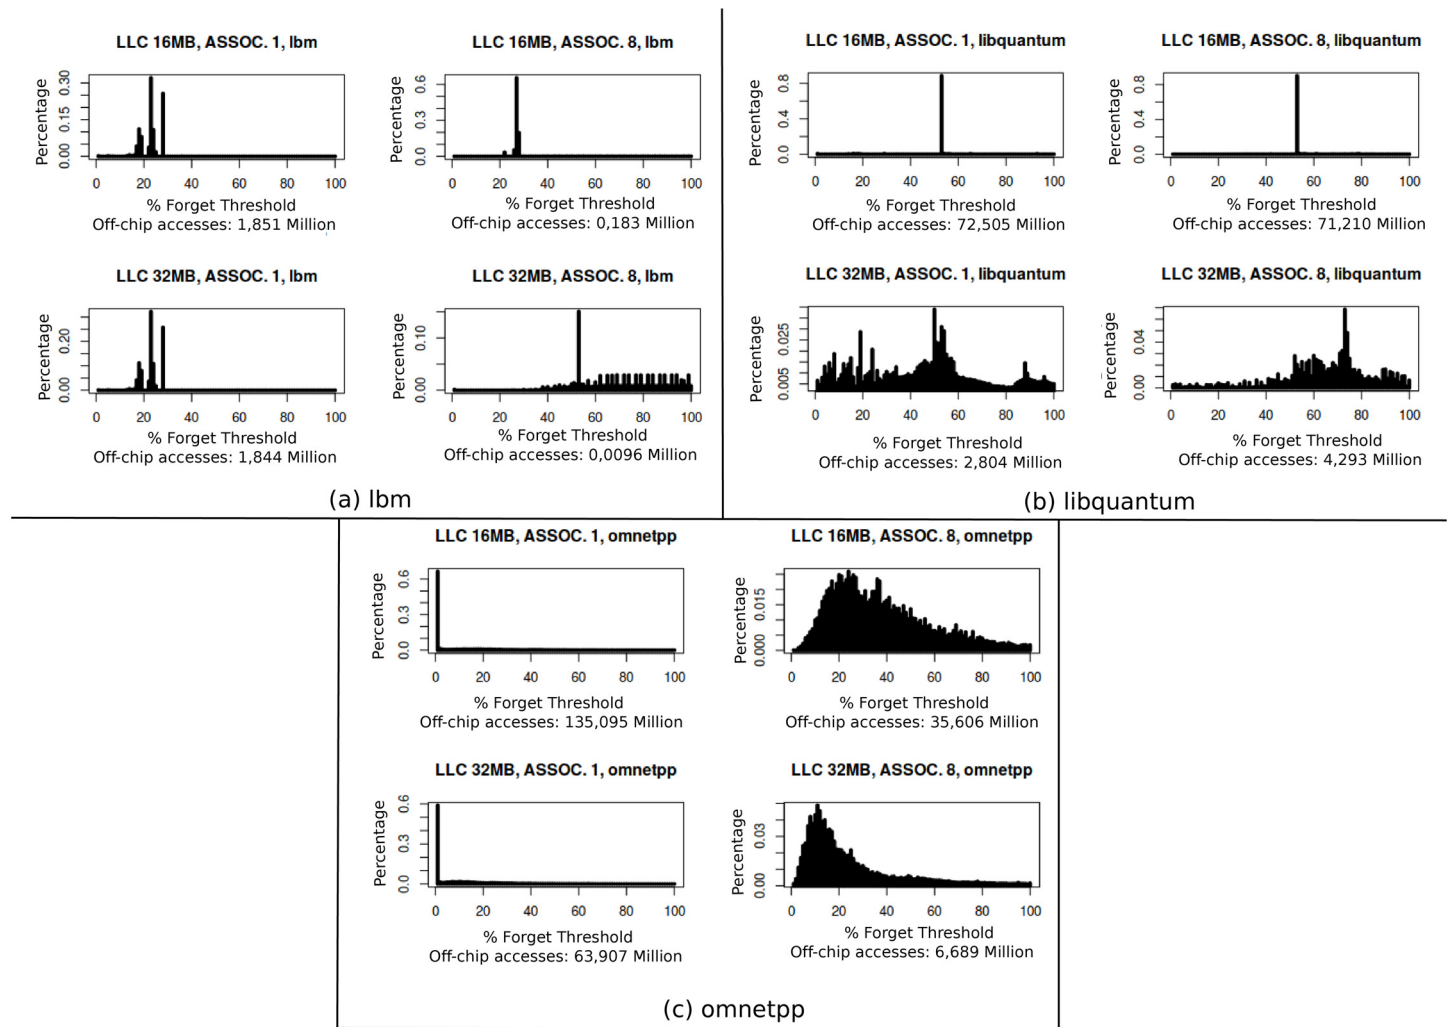 LLC 16MB, ASSOC. 1, lbm
Percentage
0.00 0.15 0.30
0 20 40 60 80 100
% Forget Threshold
Off-chip accesses: 1,851 Million
LLC 16MB, ASSOC. 8, lbm
Percentage
0.0 0.3 0.6
0 20 40 60 80 100
% Forget Threshold
Off-chip accesses: 0,183 Million
LLC 32MB, ASSOC. 1, lbm
Percentage
0.00 0.20
0 20 40 60 80 100
% Forget Threshold
Off-chip accesses: 1,844 Million
LLC 32MB, ASSOC. 8, lbm
Percentage
0.00 0.10
0 20 40 60 80 100
% Forget Threshold
Off-chip accesses: 0,0096 Million
(a) lbm
LLC 16MB, ASSOC. 1, libquantum
Percentage
0.0 0.4 0.8
0 20 40 60 80 100
% Forget Threshold
Off-chip accesses: 72,505 Million
LLC 16MB, ASSOC. 8, libquantum
Percentage
0.0 0.4 0.8
0 20 40 60 80 100
% Forget Threshold
Off-chip accesses: 71,210 Million
LLC 32MB, ASSOC. 1, libquantum
Percentage
0.005 0.025
0 20 40 60 80 100
% Forget Threshold
Off-chip accesses: 2,804 Million
LLC 32MB, ASSOC. 8, libquantum
Percentage
0.00 0.04
0 20 40 60 80 100
% Forget Threshold
Off-chip accesses: 4,293 Million
(b) libquantum
LLC 16MB, ASSOC. 1, omnetpp
Percentage
0.0 0.3 0.6
0 20 40 60 80 100
% Forget Threshold
Off-chip accesses: 135,095 Million
LLC 16MB, ASSOC. 8, omnetpp
Percentage
0.000 0.015
0 20 40 60 80 100
% Forget Threshold
Off-chip accesses: 35,606 Million
LLC 32MB, ASSOC. 1, omnetpp
Percentage
0.0 0.3 0.6
0 20 40 60 80 100
% Forget Threshold
Off-chip accesses: 63,907 Million
LLC 32MB, ASSOC. 8, omnetpp
Percentage
0.00 0.03
0 20 40 60 80 100
% Forget Threshold
Off-chip accesses: 6,689 Million
(c) omnetpp